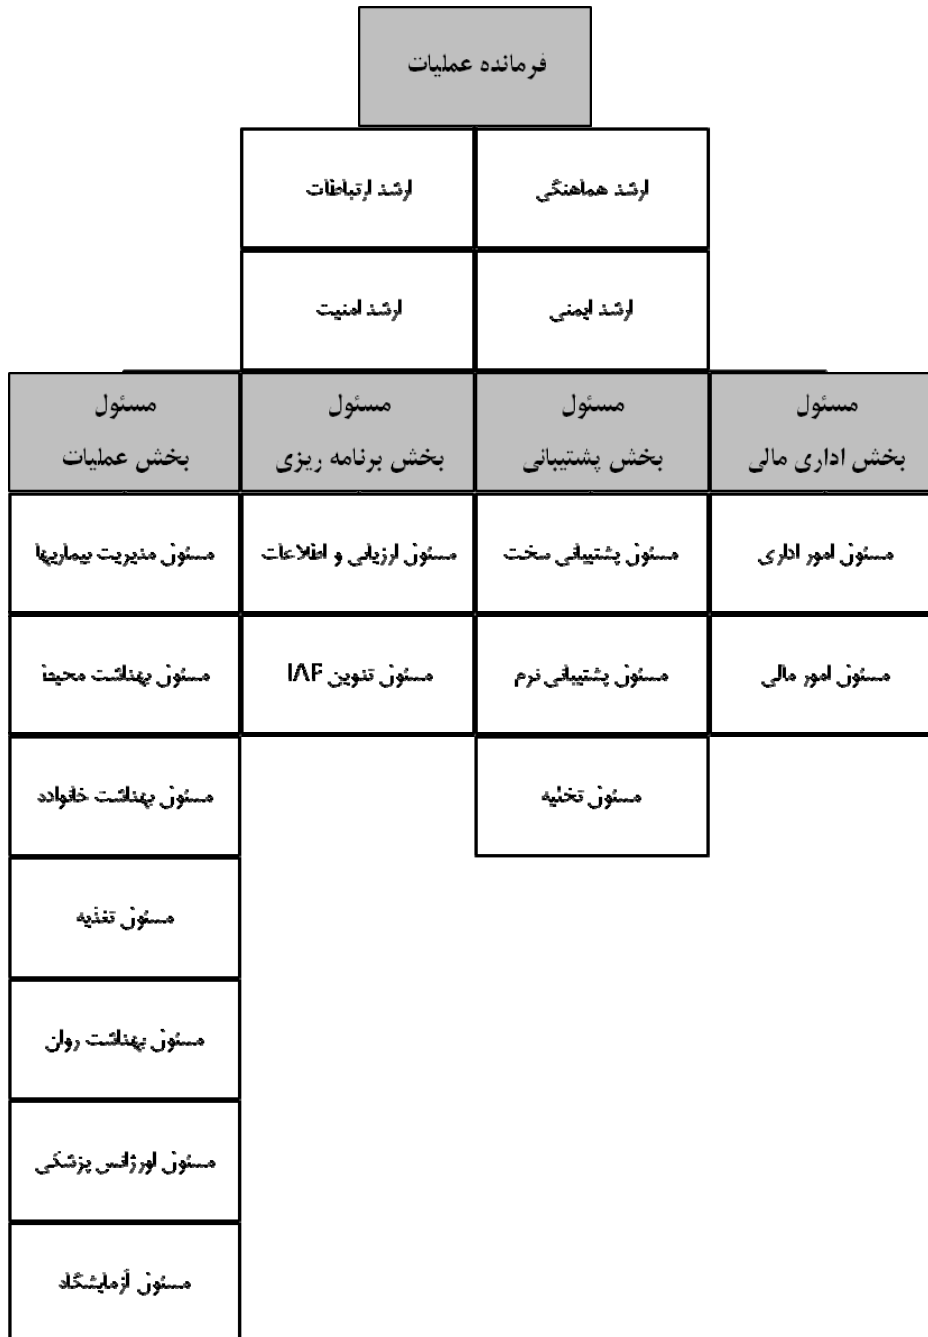 فرمانده عملیات
ارشد هماهنگی
ارشد ارتباطات
ارشد ایمنی
ارشد امنیت
مسئول
بخش اداری مالی
مسئول
بخش پشتیبانی
مسئول
بخش برنامه ریزی
مسئول
بخش عملیات
مسئول امور اداری
مسئول پشتیبانی سخت
مسئول ارزیابی و اطلاعات
مسئول مدیریت بیماریها
مسئول امور مالی
مسئول پشتیبانی نرم
مسئول تدوین IAP
مسئول بهداشت محیط
مسئول تخلیه
مسئول بهداشت خانواده
مسئول تغذیه
مسئول بهداشت روان
مسئول اورژانس پزشکی
مسئول آزمایشگاه